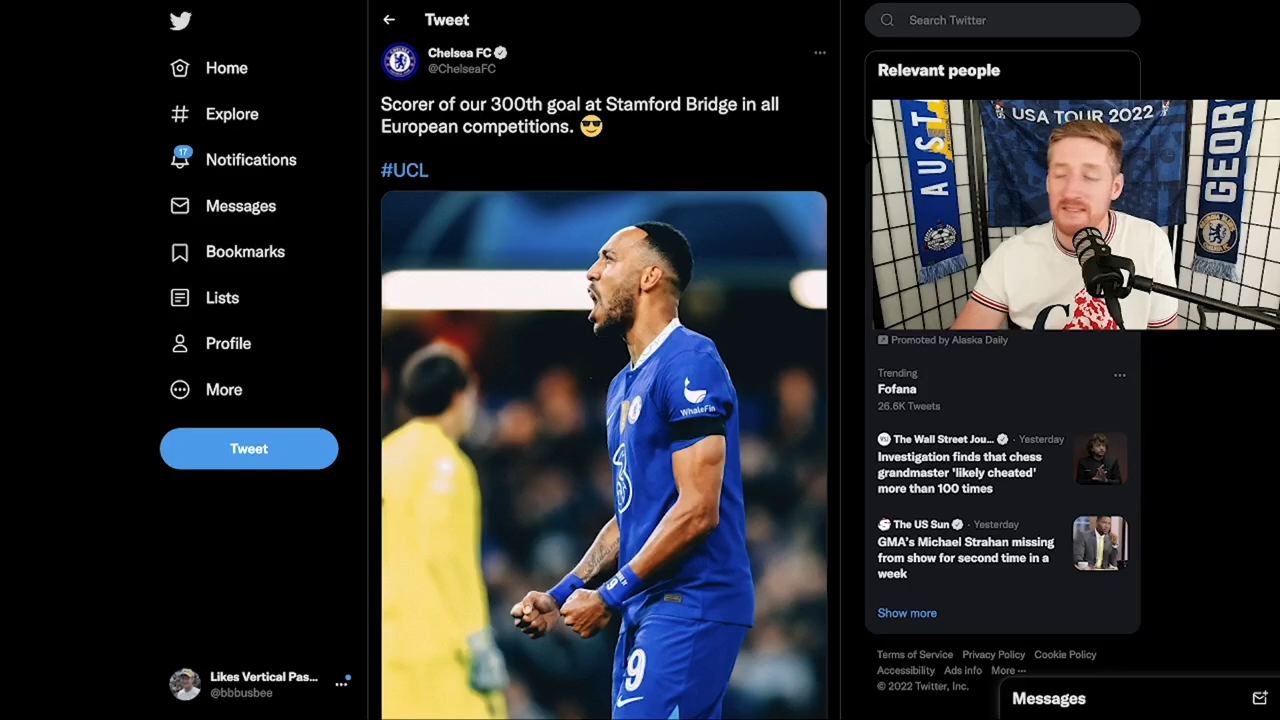 Home
Explore
17
Notifications
Messages
Bookmarks
Lists
Profile
More
Tweet
Likes Vertical Pas...
@bbbusbee
Tweet
Chelsea FC
@ChelseaFC
Scorer of our 300th goal at Stamford Bridge in all
European competitions. 😎
#UCL
WhaleFin
9
9
Search Twitter
Relevant people
AUST
USA TOUR 2022
GEORG
Promoted by Alaska Daily
Trending
Fofana
26.6K Tweets
The Wall Street Jou... · Yesterday
Investigation finds that chess
grandmaster 'likely cheated'
more than 100 times
The US Sun · Yesterday
GMA's Michael Strahan missing
from show for second time in a
week
Show more
Terms of Service Privacy Policy Cookie Policy
Accessibility Ads info More ···
© 2022 Twitter, Inc.
Messages